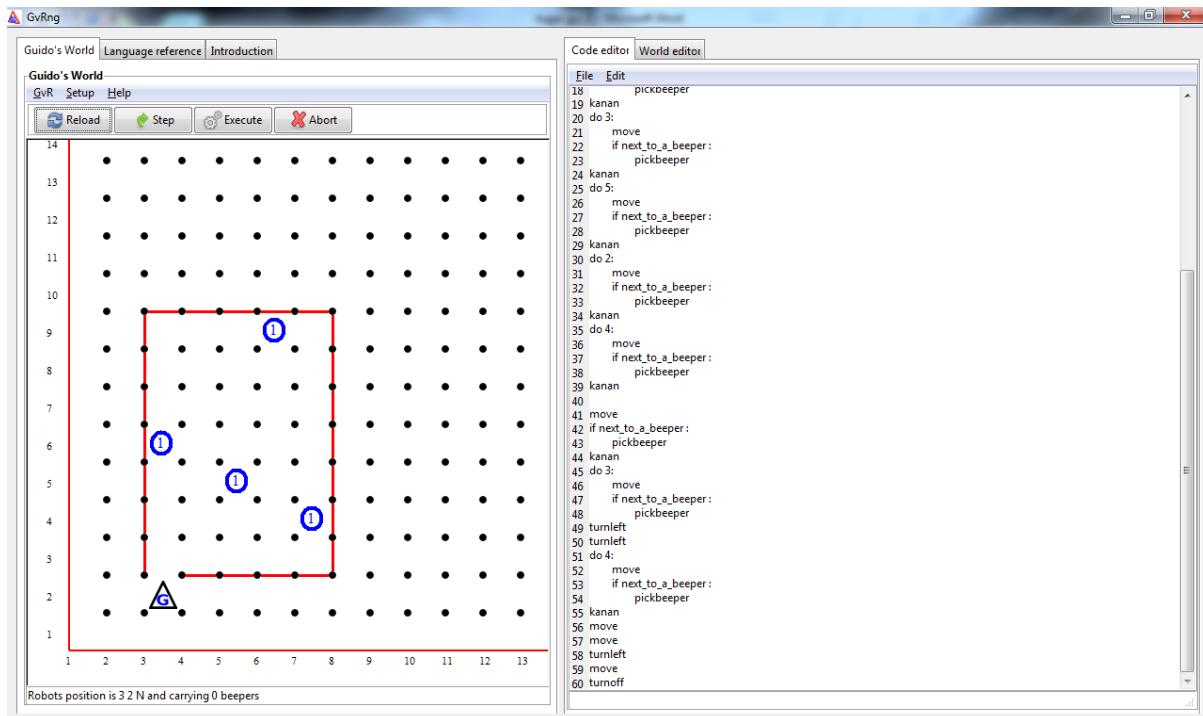 GvRng
Guido's World Language reference Introduction
Guido's World
GvR Setup Help
Reload Step Execute Abort
14
13
12
11
10
9
8
7
6
5
4
3
2
1
1 1 1 1
G
1 2 3 4 5 6 7 8 9 10 11 12 13
Robots position is 3 2 N and carrying 0 beepers
Code editor World editor
File Edit
18 pickbeeper
19 kanan
20 do 3:
21 move
22 if next_to_a_beeper :
23 pickbeeper
24 kanan
25 do 5:
26 move
27 if next_to_a_beeper :
28 pickbeeper
29 kanan
30 do 2:
31 move
32 if next_to_a_beeper :
33 pickbeeper
34 kanan
35 do 4:
36 move
37 if next_to_a_beeper :
38 pickbeeper
39 kanan
40
41 move
42 if next_to_a_beeper :
43 pickbeeper
44 kanan
45 do 3:
46 move
47 if next_to_a_beeper :
48 pickbeeper
49 turnleft
50 turnleft
51 do 4:
52 move
53 if next_to_a_beeper :
54 pickbeeper
55 kanan
56 move
57 move
58 turnleft
59 move
60 turnoff